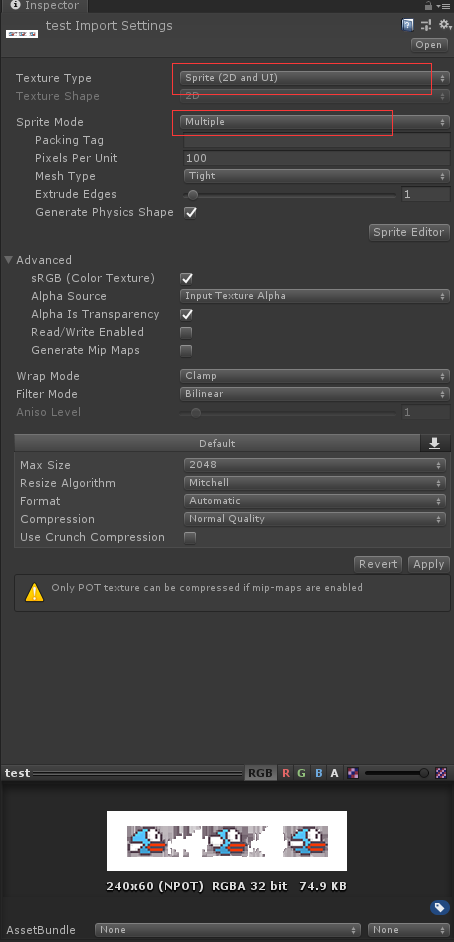 Inspector
test Import Settings
Open
Texture Type Sprite (2D and UI)
Texture Shape 2D
Sprite Mode Multiple
Packing Tag
Pixels Per Unit 100
Mesh Type Tight
Extrude Edges 1
Generate Physics Shape
Sprite Editor
Advanced
sRGB (Color Texture)
Alpha Source Input Texture Alpha
Alpha Is Transparency
Read/Write Enabled
Generate Mip Maps
Wrap Mode Clamp
Filter Mode Bilinear
Aniso Level 1
Default
Max Size 2048
Resize Algorithm Mitchell
Format Automatic
Compression Normal Quality
Use Crunch Compression
Revert Apply
Only POT texture can be compressed if mip-maps are enabled
test RGB R G B A
240x60 (NPOT) RGBA 32 bit 74.9 KB
AssetBundle None None